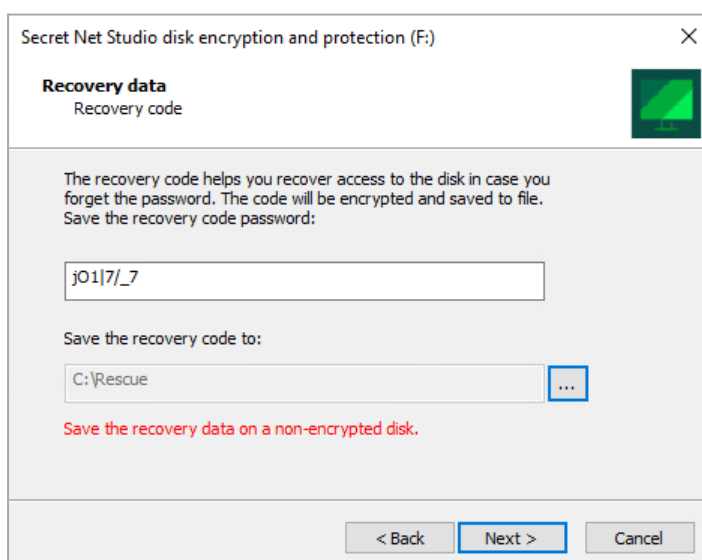 Secret Net Studio disk encryption and protection (F:)
Recovery data
Recovery code
The recovery code helps you recover access to the disk in case you
forget the password. The code will be encrypted and saved to file.
Save the recovery code password:
jO1|7/_7
Save the recovery code to:
C:\Rescue
...
Save the recovery data on a non-encrypted disk.
< Back Next > Cancel